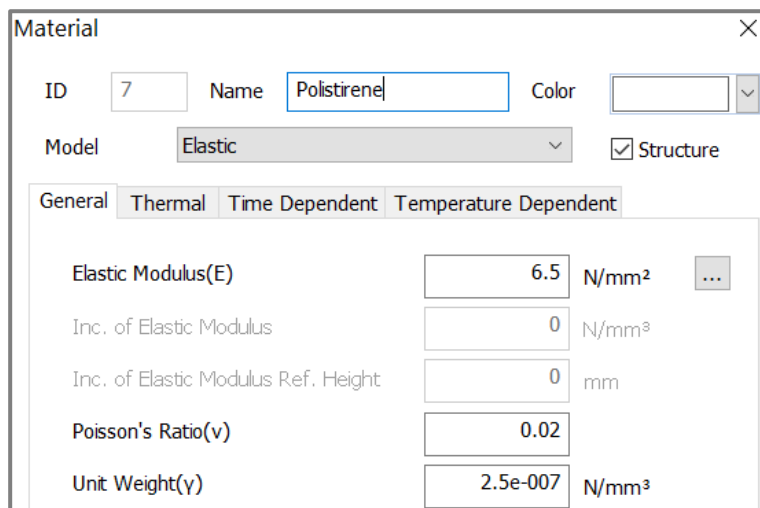 Material
ID 7 Name Polistirene Color
Model Elastic Structure
General Thermal Time Dependent Temperature Dependent
Elastic Modulus(E) 6.5 N/mm² ...
Inc. of Elastic Modulus 0 N/mm³
Inc. of Elastic Modulus Ref. Height 0 mm
Poisson's Ratio(ν) 0.02
Unit Weight(γ) 2.5e-007 N/mm³